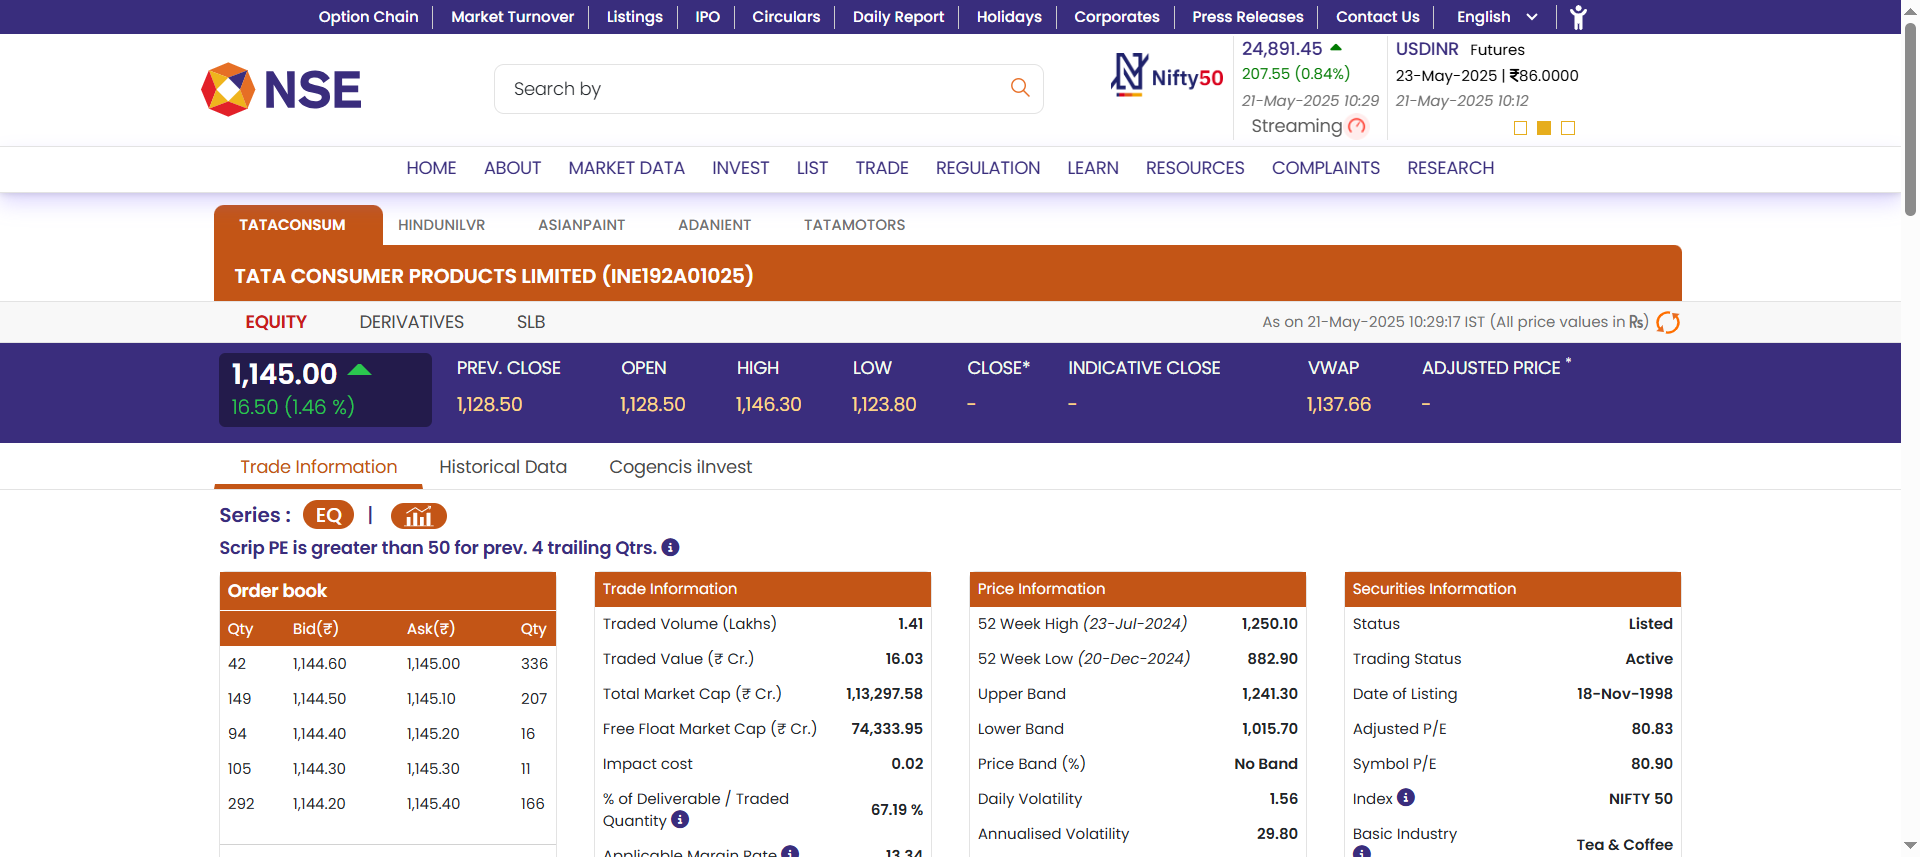 Option Chain Market Turnover Listings IPO Circulars Daily Report Holidays Corporates Press Releases Contact Us English
NSE
Search by
Nifty50
24,891.45
207.55 (0.84%)
21-May-2025 10:29
Streaming
USDINR Futures
23-May-2025 | ₹86.0000
21-May-2025 10:12
HOME ABOUT MARKET DATA INVEST LIST TRADE REGULATION LEARN RESOURCES COMPLAINTS RESEARCH
TATACONSUM HINDUNILVR ASIANPAINT ADANIENT TATAMOTORS
TATA CONSUMER PRODUCTS LIMITED (INE192A01025)
EQUITY DERIVATIVES SLB As on 21-May-2025 10:29:17 IST (All price values in ₨)
1,145.00
16.50 (1.46 %)
PREV. CLOSE OPEN HIGH LOW CLOSE* INDICATIVE CLOSE VWAP ADJUSTED PRICE *
1,128.50 1,128.50 1,146.30 1,123.80 - - 1,137.66 -
Trade Information Historical Data Cogencis iInvest
Series : EQ |
Scrip PE is greater than 50 for prev. 4 trailing Qtrs.
Order book
Qty Bid(₹) Ask(₹) Qty
42 1,144.60 1,145.00 336
149 1,144.50 1,145.10 207
94 1,144.40 1,145.20 16
105 1,144.30 1,145.30 11
292 1,144.20 1,145.40 166
Trade Information
Traded Volume (Lakhs) 1.41
Traded Value (₹ Cr.) 16.03
Total Market Cap (₹ Cr.) 1,13,297.58
Free Float Market Cap (₹ Cr.) 74,333.95
Impact cost 0.02
% of Deliverable / Traded
Quantity 67.19 %
Applicable Margin Rate 13.34
Price Information
52 Week High (23-Jul-2024) 1,250.10
52 Week Low (20-Dec-2024) 882.90
Upper Band 1,241.30
Lower Band 1,015.70
Price Band (%) No Band
Daily Volatility 1.56
Annualised Volatility 29.80
Securities Information
Status Listed
Trading Status Active
Date of Listing 18-Nov-1998
Adjusted P/E 80.83
Symbol P/E 80.90
Index NIFTY 50
Basic Industry Tea & Coffee